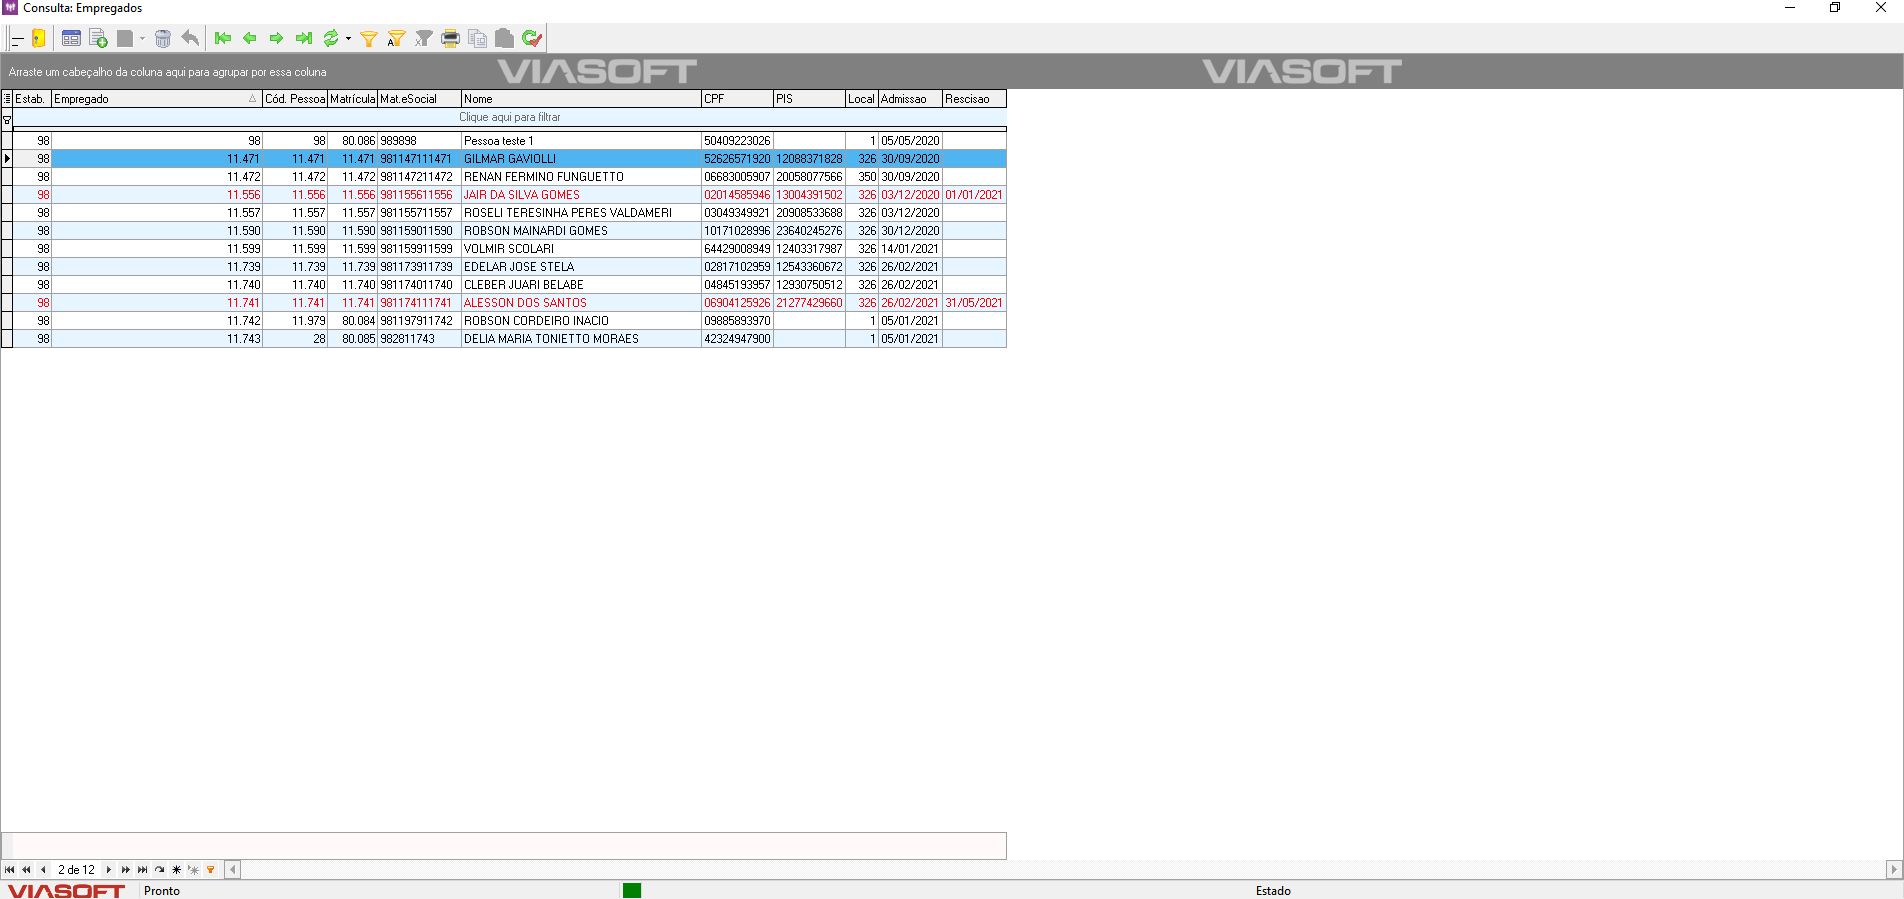 Consulta: Empregados
Arraste um cabeçalho da coluna aqui para agrupar por essa coluna VIASOFT VIASOFT
Estab. Empregado Cód. Pessoa Matrícula Mat.eSocial Nome CPF PIS Local Admissao Rescisao
Clique aqui para filtrar
98 98 98 80.086 989898 Pessoa teste 1 50409223026 1 05/05/2020
98 11.471 11.471 11.471 981147111471 GILMAR GAVIOLLI 52626571920 12088371828 326 30/09/2020
98 11.472 11.472 11.472 981147211472 RENAN FERMINO FUNGUETTO 06683005907 20058077566 350 30/09/2020
98 11.556 11.556 11.556 981155611556 JAIR DA SILVA GOMES 02014585946 13004391502 326 03/12/2020 01/01/2021
98 11.557 11.557 11.557 981155711557 ROSELI TERESINHA PERES VALDAMERI 03049349921 20908533688 326 03/12/2020
98 11.590 11.590 11.590 981159011590 ROBSON MAINARDI GOMES 10171028996 23640245276 326 30/12/2020
98 11.599 11.599 11.599 981159911599 VOLMIR SCOLARI 64429008949 12403317987 326 14/01/2021
98 11.739 11.739 11.739 981173911739 EDELAR JOSE STELA 02817102959 12543360672 326 26/02/2021
98 11.740 11.740 11.740 981174011740 CLEBER JUARI BELABE 04845193957 12930750512 326 26/02/2021
98 11.741 11.741 11.741 981174111741 ALESSON DOS SANTOS 06904125926 21277429660 326 26/02/2021 31/05/2021
98 11.742 11.979 80.084 981197911742 ROBSON CORDEIRO INACIO 09885893970 1 05/01/2021
98 11.743 28 80.085 982811743 DELIA MARIA TONIETTO MORAES 42324947900 1 05/01/2021
2 de 12
VIASOFT Pronto Estado